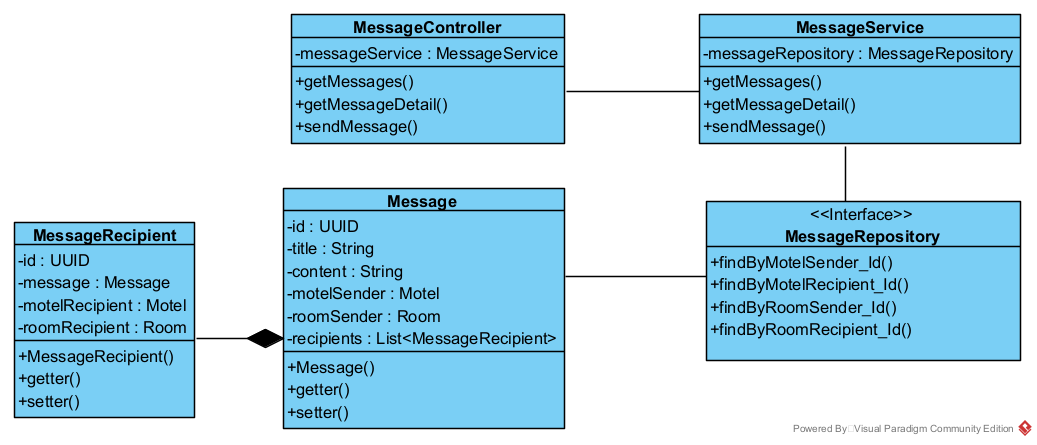 MessageController
-messageService : MessageService
+getMessages()
+getMessageDetail()
+sendMessage()
MessageService
-messageRepository : MessageRepository
+getMessages()
+getMessageDetail()
+sendMessage()
MessageRecipient
-id : UUID
-message : Message
-motelRecipient : Motel
-roomRecipient : Room
+MessageRecipient()
+getter()
+setter()
Message
-id : UUID
-title : String
-content : String
-motelSender : Motel
-roomSender : Room
-recipients : List<MessageRecipient>
+Message()
+getter()
+setter()
<<Interface>>
MessageRepository
+findByMotelSender_Id()
+findByMotelRecipient_Id()
+findByRoomSender_Id()
+findByRoomRecipient_Id()
Powered By Visual Paradigm Community Edition